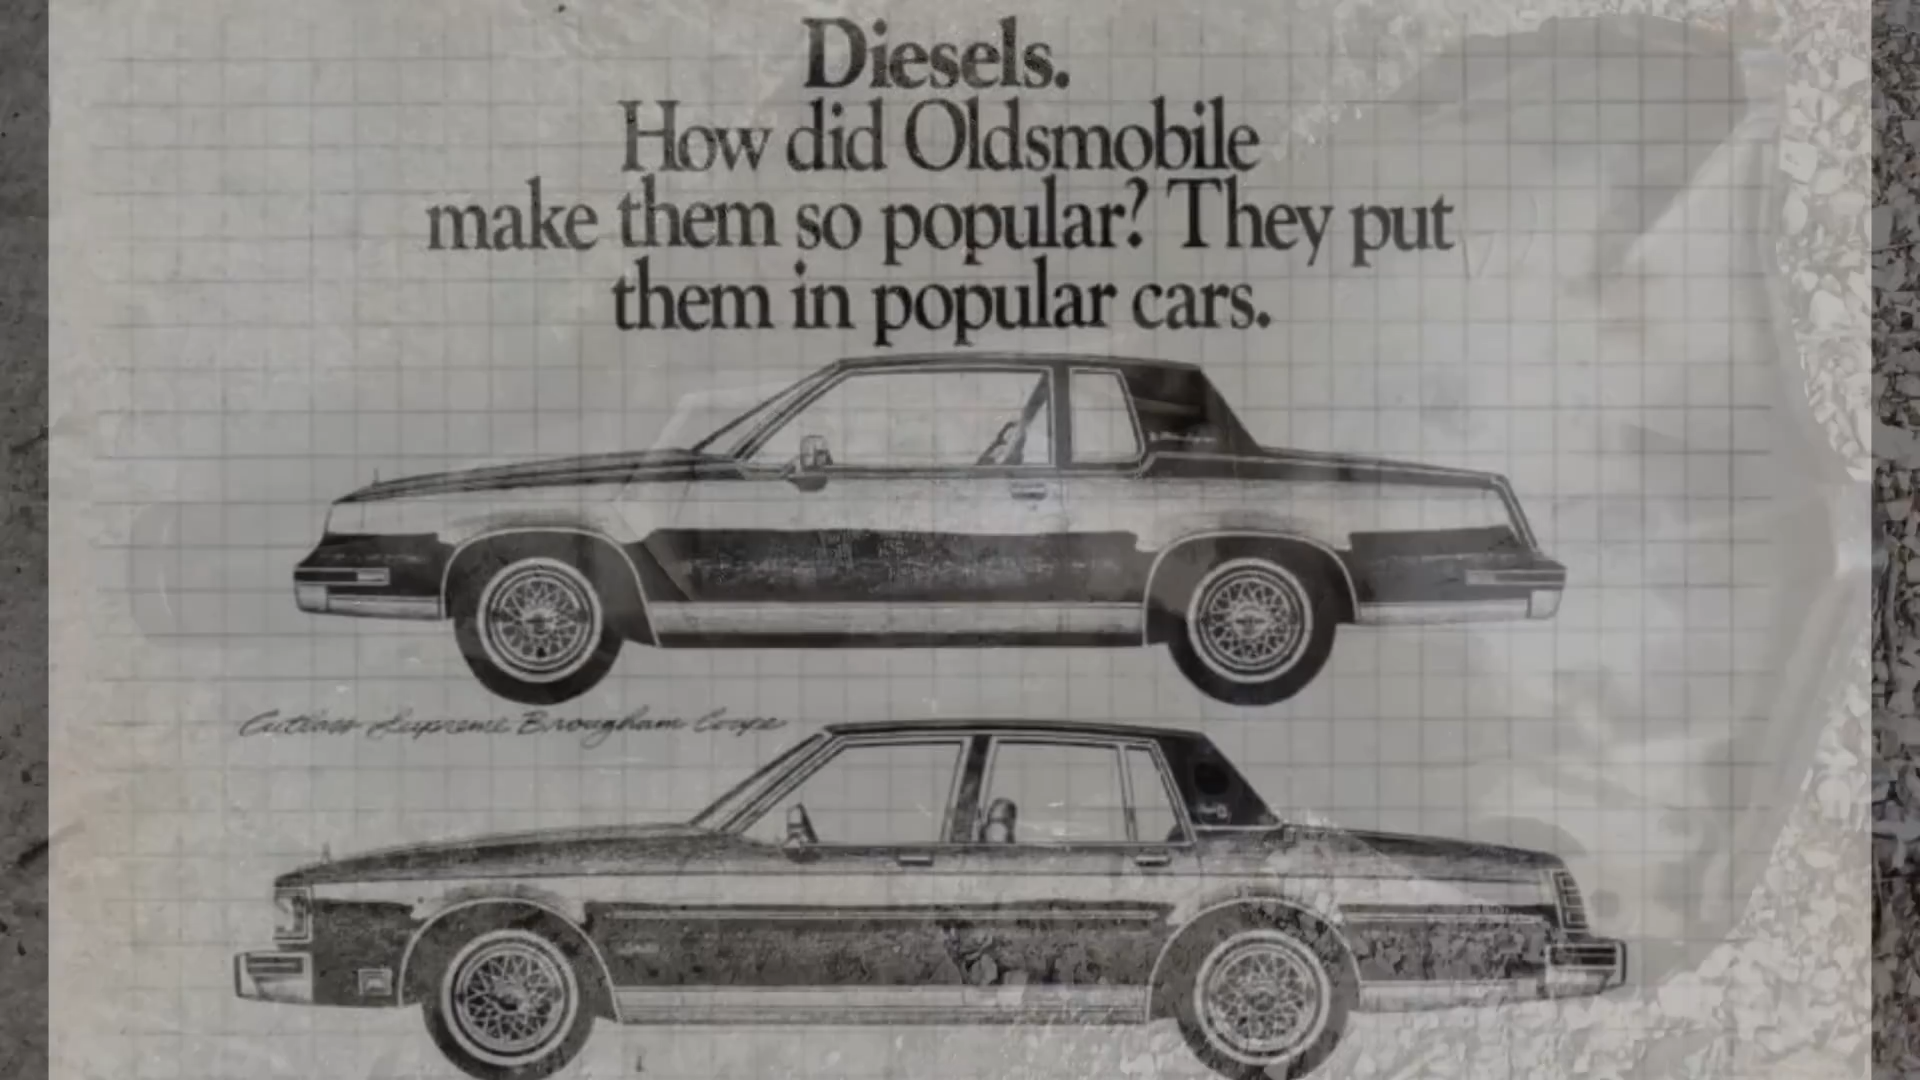 Diesels.
How did Oldsmobile
make them so popular? They put
them in popular cars.
Cutlass Supreme Brougham Coupe